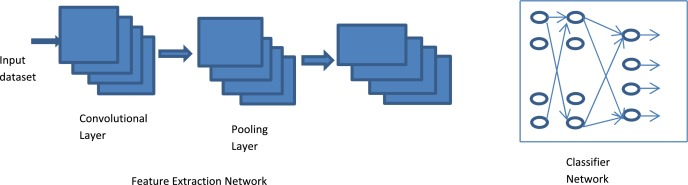 Input
dataset
Convolutional
Layer
Pooling
Layer
Feature Extraction Network
Classifier
Network